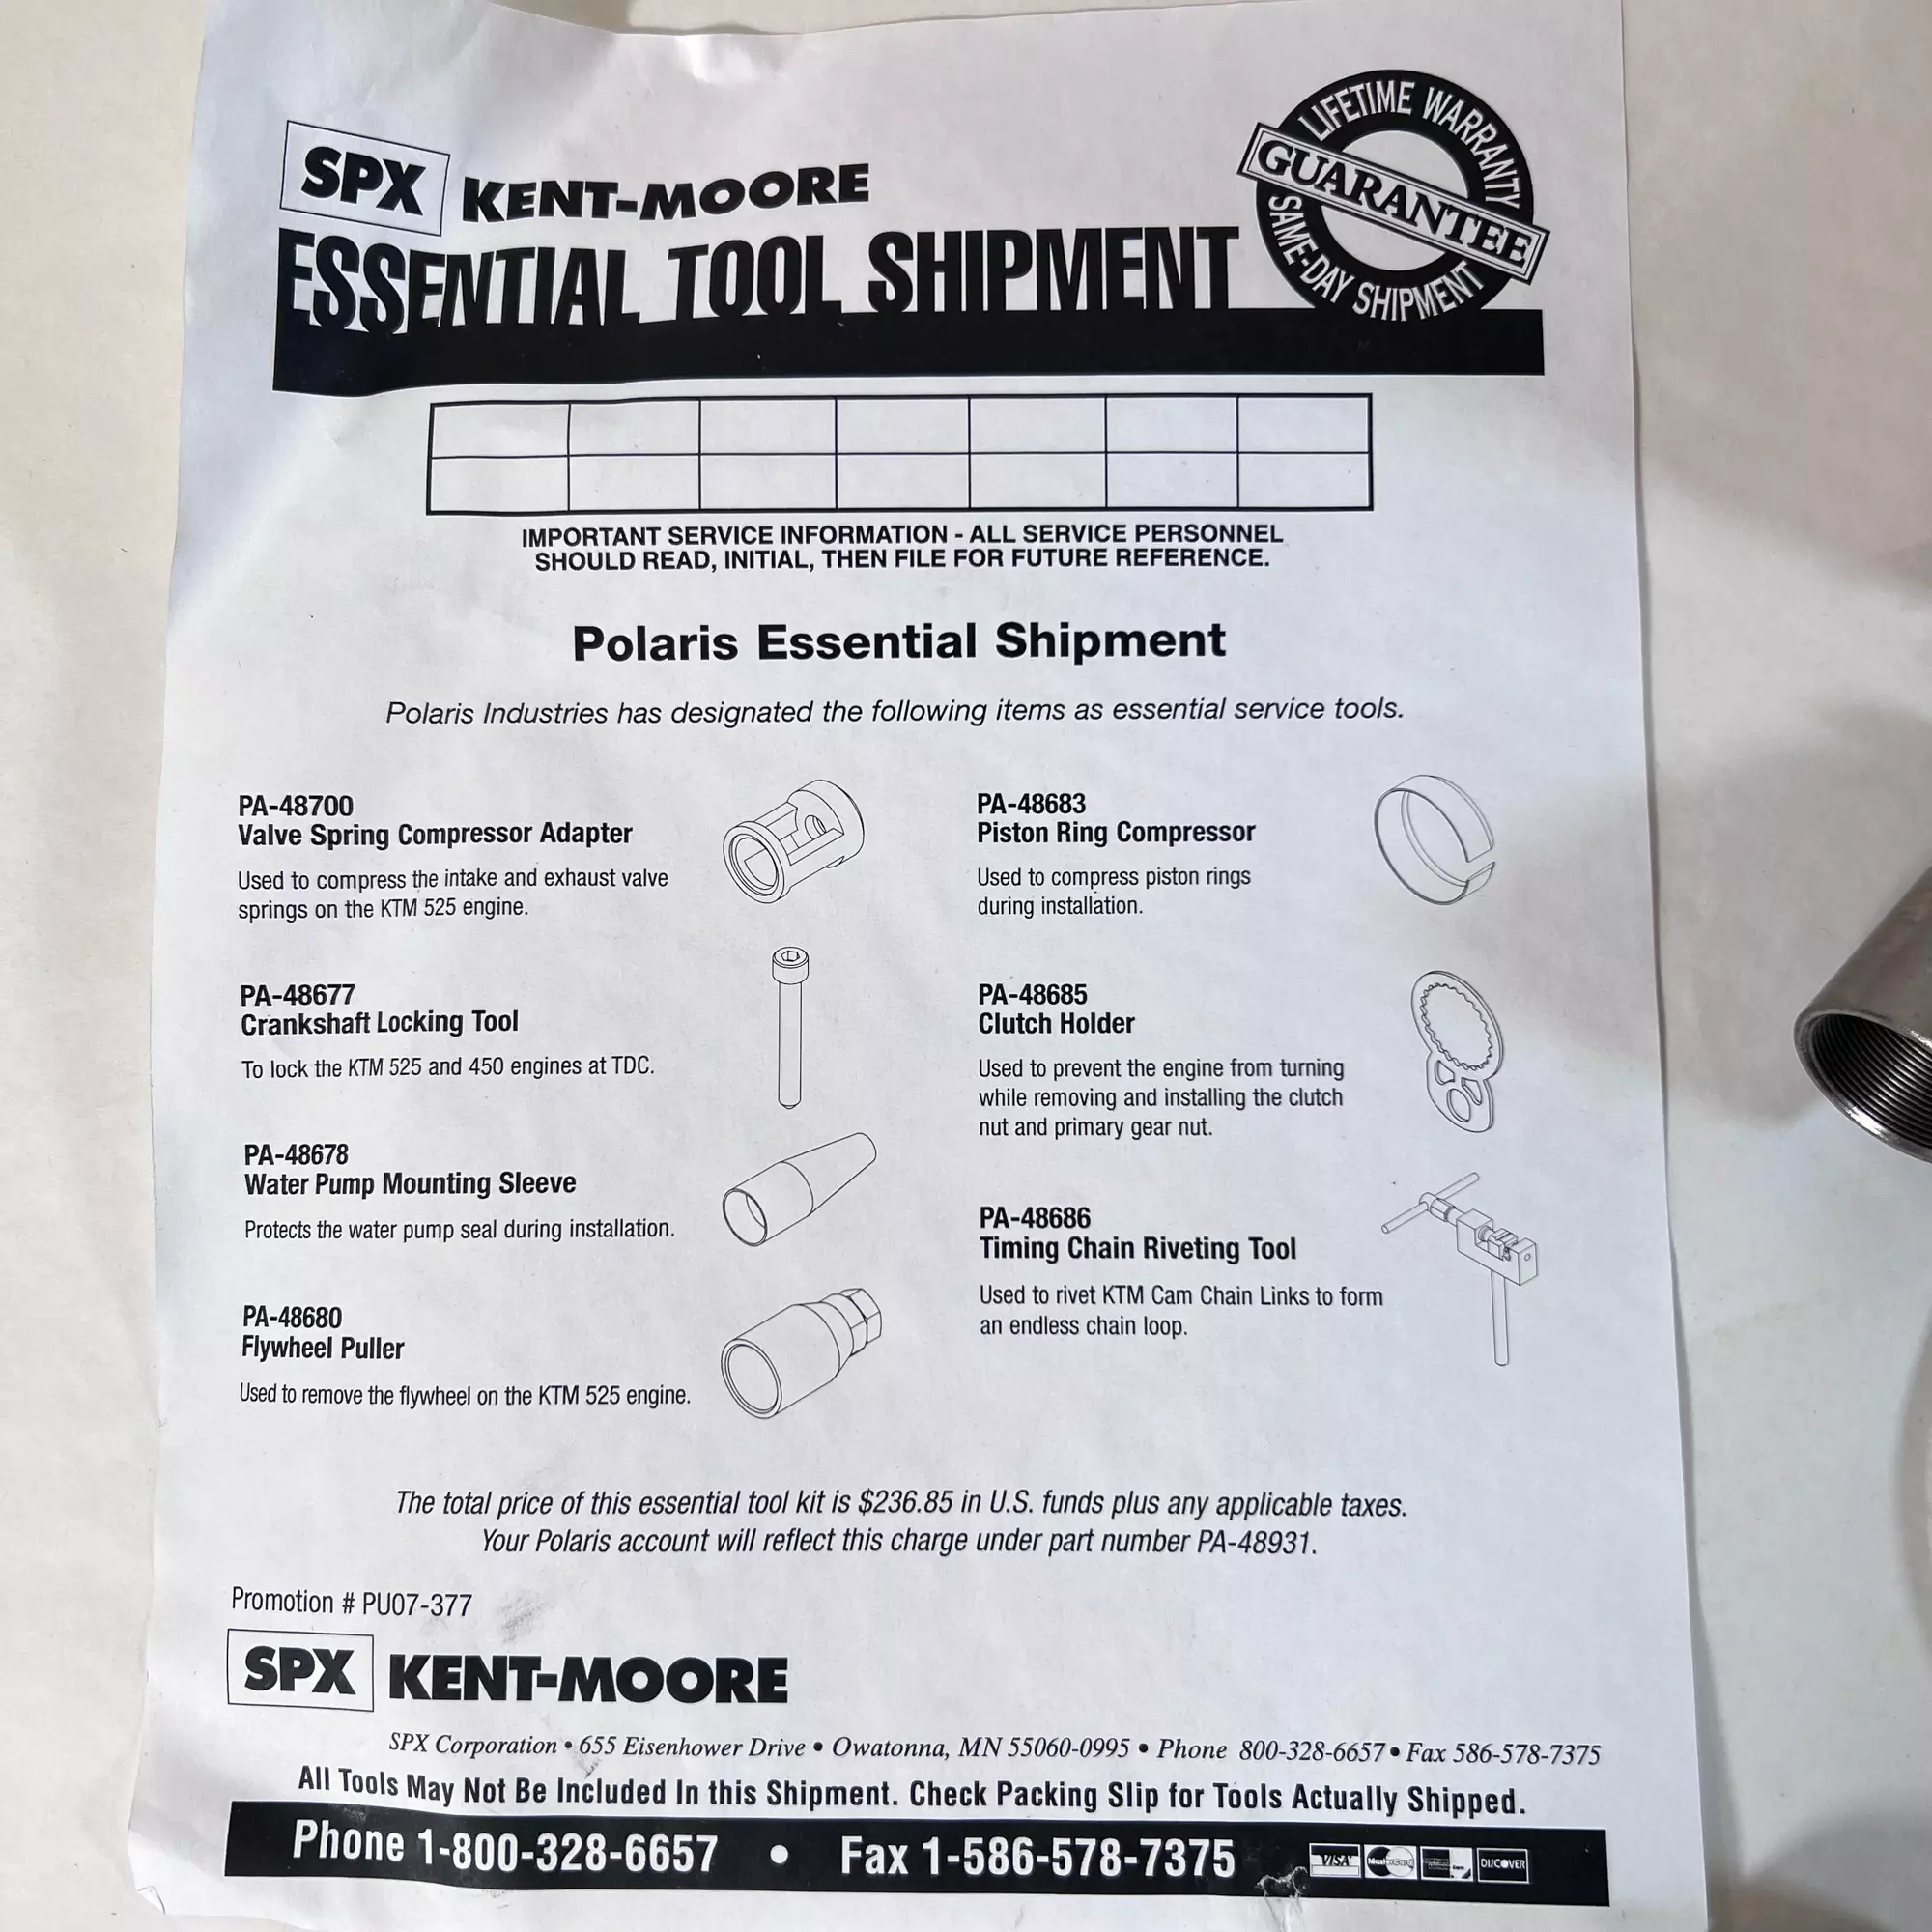 SPX KENT-MOORE
ESSENTIAL TOOL SHIPMENT
LIFETIME WARRANTY
GUARANTEE
SAME-DAY SHIPMENT
IMPORTANT SERVICE INFORMATION - ALL SERVICE PERSONNEL
SHOULD READ, INITIAL, THEN FILE FOR FUTURE REFERENCE.
Polaris Essential Shipment
Polaris Industries has designated the following items as essential service tools.
PA-48700
Valve Spring Compressor Adapter
Used to compress the intake and exhaust valve
springs on the KTM 525 engine.
PA-48677
Crankshaft Locking Tool
To lock the KTM 525 and 450 engines at TDC.
PA-48678
Water Pump Mounting Sleeve
Protects the water pump seal during installation.
PA-48680
Flywheel Puller
Used to remove the flywheel on the KTM 525 engine.
PA-48683
Piston Ring Compressor
Used to compress piston rings
during installation.
PA-48685
Clutch Holder
Used to prevent the engine from turning
while removing and installing the clutch
nut and primary gear nut.
PA-48686
Timing Chain Riveting Tool
Used to rivet KTM Cam Chain Links to form
an endless chain loop.
The total price of this essential tool kit is $236.85 in U.S. funds plus any applicable taxes.
Your Polaris account will reflect this charge under part number PA-48931.
Promotion # PU07-377
SPX KENT-MOORE
SPX Corporation • 655 Eisenhower Drive • Owatonna, MN 55060-0995 • Phone 800-328-6657 • Fax 586-578-7375
All Tools May Not Be Included In this Shipment. Check Packing Slip for Tools Actually Shipped.
Phone 1-800-328-6657 • Fax 1-586-578-7375
VISA MasterCard DISCOVER